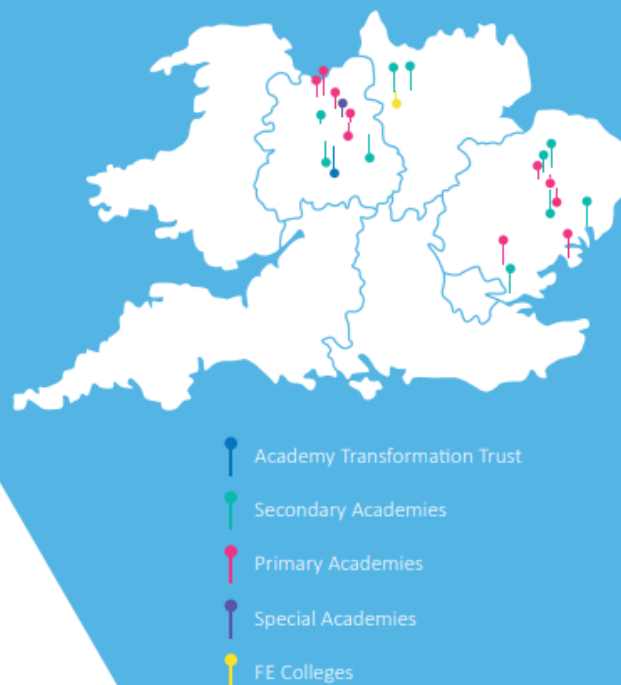 Academy Transformation Trust
Secondary Academies
Primary Academies
Special Academies
FE Colleges